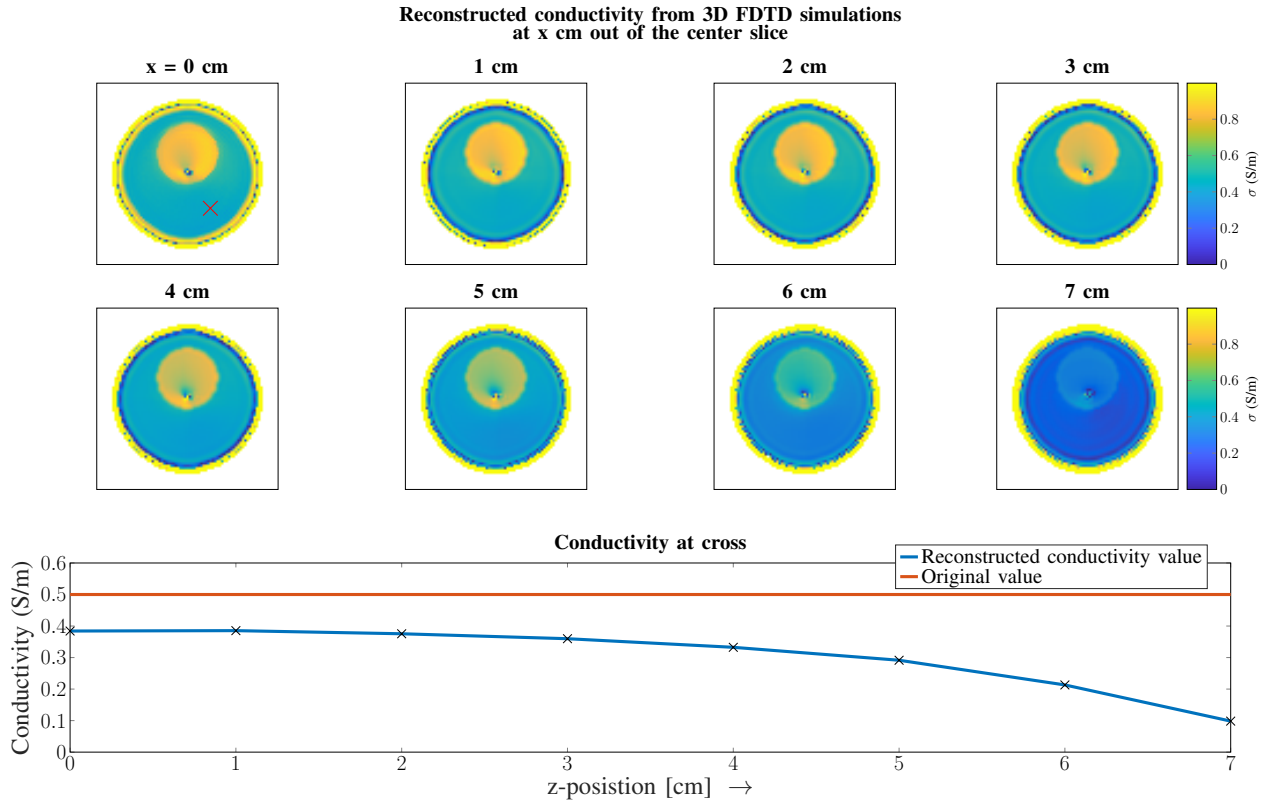 Reconstructed conductivity from 3D FDTD simulations
at x cm out of the center slice
x = 0 cm
1 cm
2 cm
3 cm
0.8
0.6
0.4
0.2
0
σ (S/m)
4 cm
5 cm
6 cm
7 cm
0.8
0.6
0.4
0.2
0
σ (S/m)
Conductivity at cross
Reconstructed conductivity value
Original value
0.6
0.5
0.4
0.3
0.2
0.1
0
Conductivity (S/m)
0 1 2 3 4 5 6 7
z-posistion [cm] →